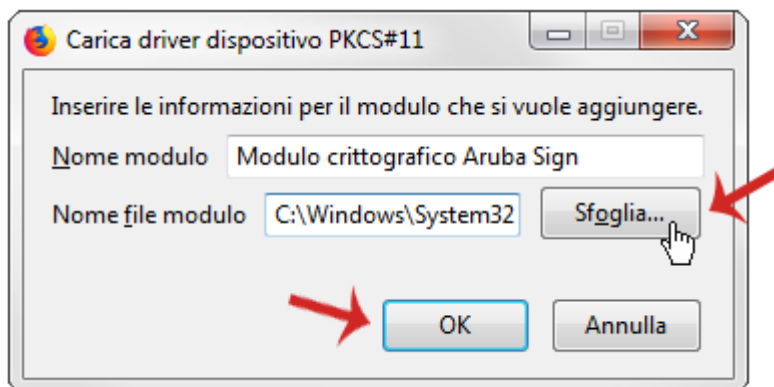 Carica driver dispositivo PKCS#11
Inserire le informazioni per il modulo che si vuole aggiungere.
Nome modulo Modulo crittografico Aruba Sign
Nome file modulo C:\Windows\System32 Sfoglia...
OK Annulla